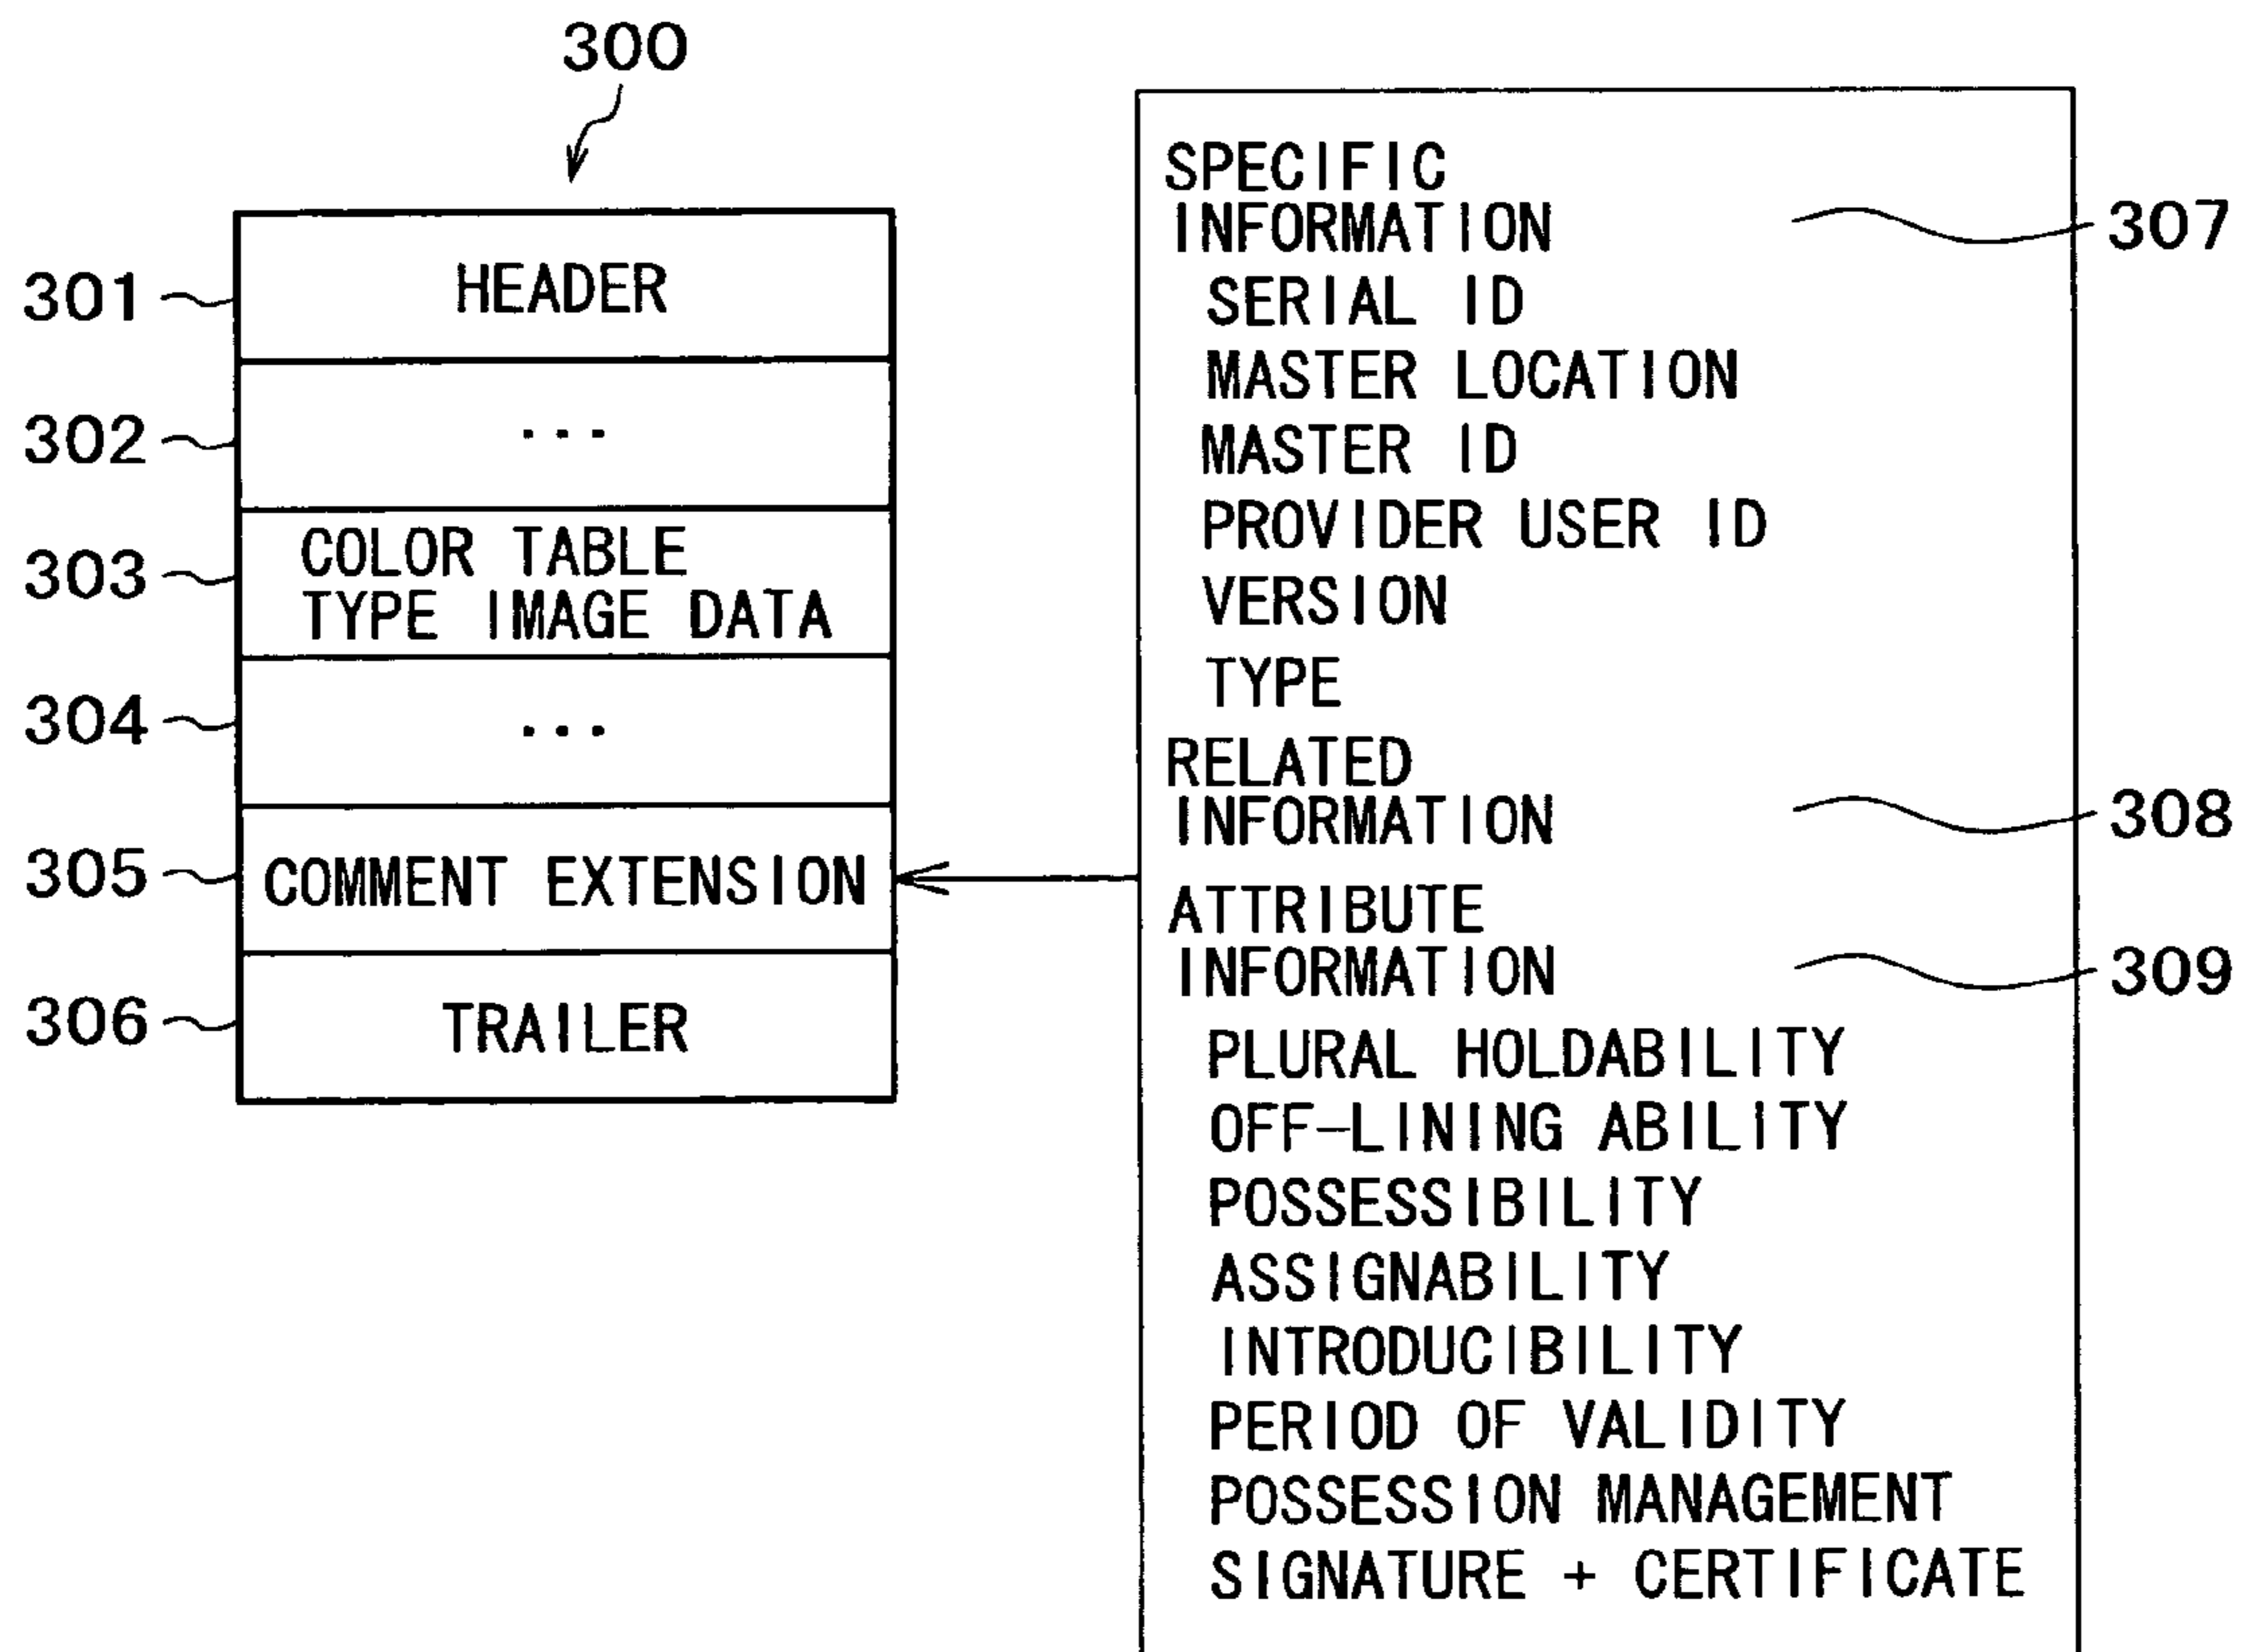 300
301
HEADER
302
...
303
COLOR TABLE
TYPE IMAGE DATA
304
...
305
COMMENT EXTENSION
306
TRAILER
SPECIFIC
INFORMATION
307
SERIAL ID
MASTER LOCATION
MASTER ID
PROVIDER USER ID
VERSION
TYPE
RELATED
INFORMATION
308
ATTRIBUTE
INFORMATION
309
PLURAL HOLDABILITY
OFF-LINING ABILITY
POSSESSIBILITY
ASSIGNABILITY
INTRODUCIBILITY
PERIOD OF VALIDITY
POSSESSION MANAGEMENT
SIGNATURE + CERTIFICATE